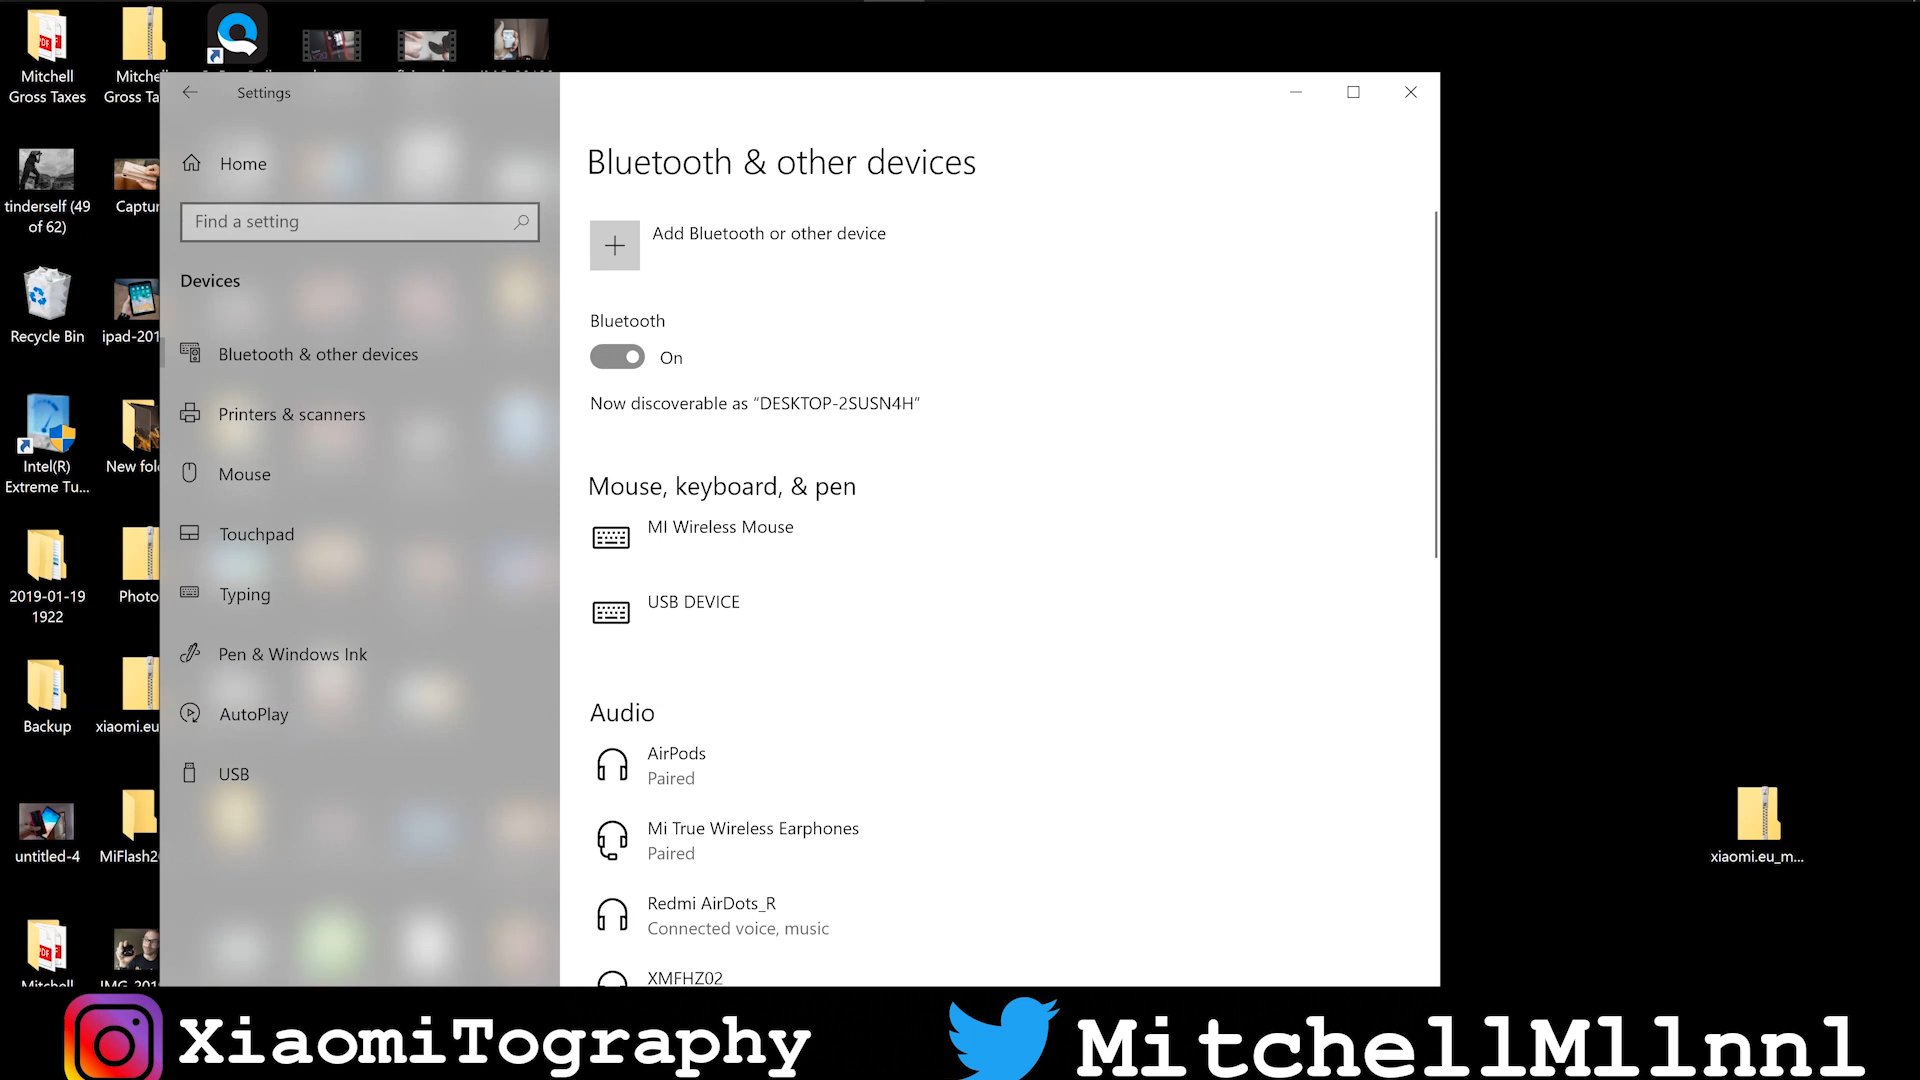 Mitchell
Gross Taxes
Mitche
Gross Ta
tinderself (49
of 62)
Captur
Recycle Bin
ipad-201
Intel(R)
Extreme Tu...
New fol
2019-01-19
1922
Photo
Backup
xiaomi.eu
untitled-4
MiFlash2
Mitchell
IMG_201
Settings
Home
Find a setting
Devices
Bluetooth & other devices
Printers & scanners
Mouse
Touchpad
Typing
Pen & Windows Ink
AutoPlay
USB
Bluetooth & other devices
Add Bluetooth or other device
Bluetooth
On
Now discoverable as “DESKTOP-2SUSN4H”
Mouse, keyboard, & pen
MI Wireless Mouse
USB DEVICE
Audio
AirPods
Paired
Mi True Wireless Earphones
Paired
Redmi AirDots_R
Connected voice, music
XMFHZ02
xiaomi.eu_m...
XiaomiTography
MitchellMllnnl